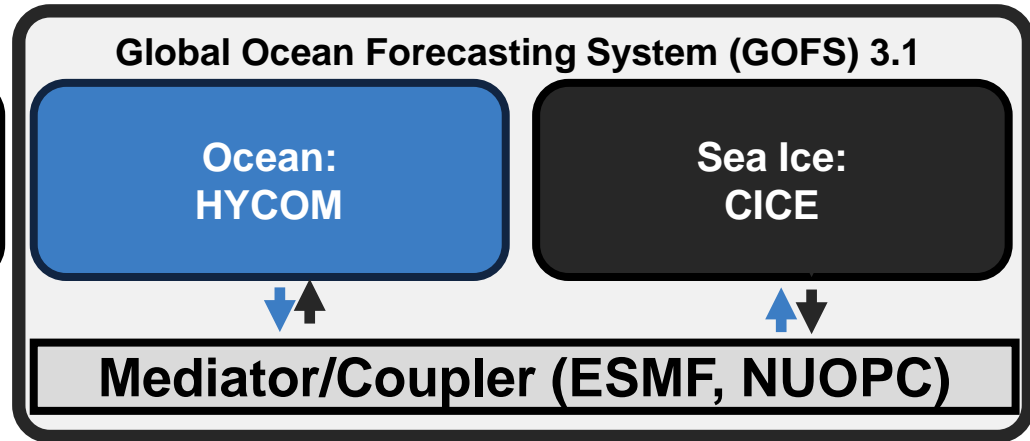 Global Ocean Forecasting System (GOFS) 3.1
Ocean:
HYCOM
Sea Ice:
CICE
Mediator/Coupler (ESMF, NUOPC)